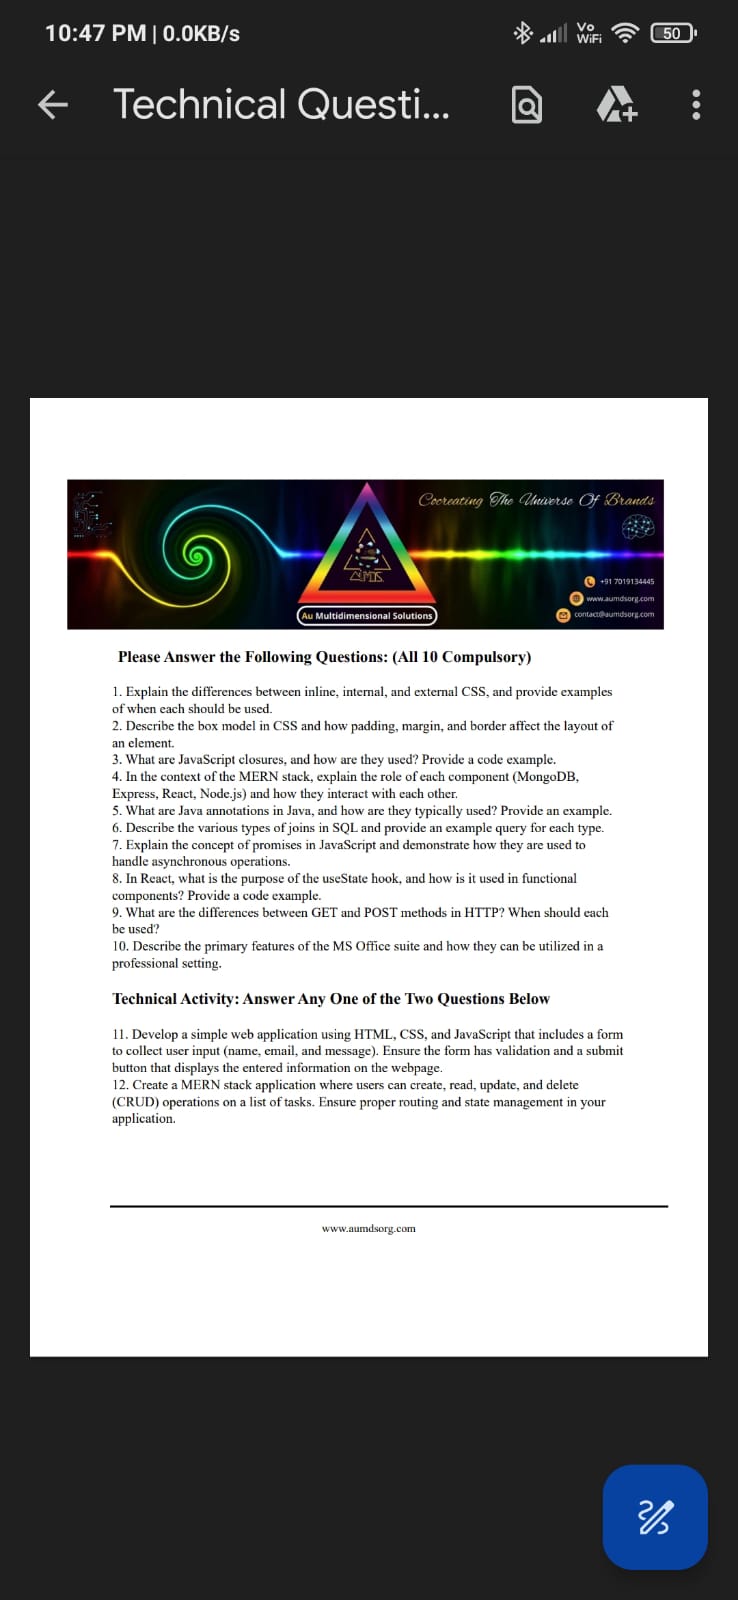 10:47 PM | 0.0KB/s
Vo
WiFi
50
Technical Questi...
Cocreating The Universe Of Brands
AMDS
+91 7019134445
www.aumdsorg.com
contact@aumdsorg.com
Au Multidimensional Solutions
Please Answer the Following Questions: (All 10 Compulsory)
1. Explain the differences between inline, internal, and external CSS, and provide examples
of when each should be used.
2. Describe the box model in CSS and how padding, margin, and border affect the layout of
an element.
3. What are JavaScript closures, and how are they used? Provide a code example.
4. In the context of the MERN stack, explain the role of each component (MongoDB,
Express, React, Node.js) and how they interact with each other.
5. What are Java annotations in Java, and how are they typically used? Provide an example.
6. Describe the various types of joins in SQL and provide an example query for each type.
7. Explain the concept of promises in JavaScript and demonstrate how they are used to
handle asynchronous operations.
8. In React, what is the purpose of the useState hook, and how is it used in functional
components? Provide a code example.
9. What are the differences between GET and POST methods in HTTP? When should each
be used?
10. Describe the primary features of the MS Office suite and how they can be utilized in a
professional setting.
Technical Activity: Answer Any One of the Two Questions Below
11. Develop a simple web application using HTML, CSS, and JavaScript that includes a form
to collect user input (name, email, and message). Ensure the form has validation and a submit
button that displays the entered information on the webpage.
12. Create a MERN stack application where users can create, read, update, and delete
(CRUD) operations on a list of tasks. Ensure proper routing and state management in your
application.
www.aumdsorg.com